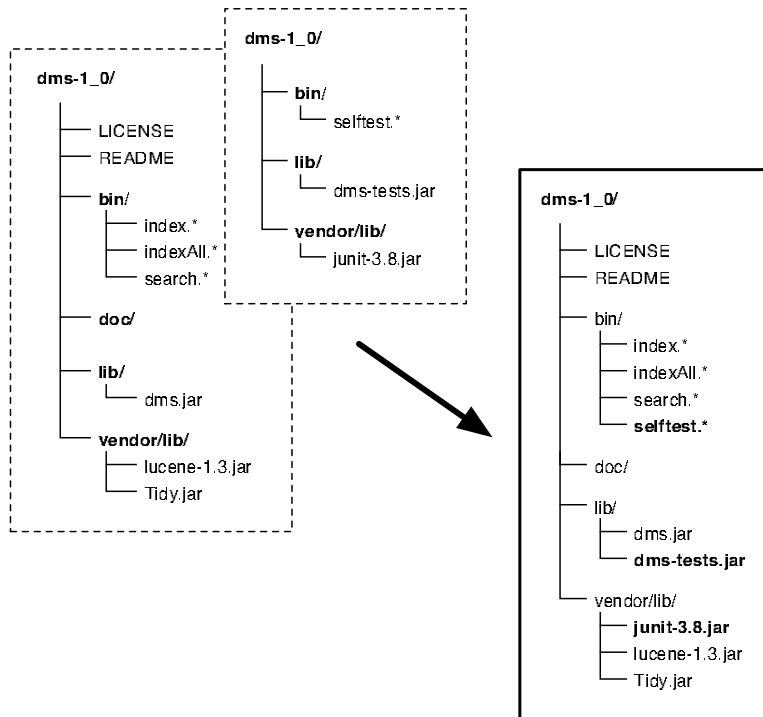 dms-1_0/
LICENSE
README
bin/
index.*
indexAll.*
search.*
doc/
lib/
dms.jar
vendor/lib/
lucene-1.3.jar
Tidy.jar
dms-1_0/
bin/
selftest.*
lib/
dms-tests.jar
vendor/lib/
junit-3.8.jar
dms-1_0/
LICENSE
README
bin/
index.*
indexAll.*
search.*
selftest.*
doc/
lib/
dms.jar
dms-tests.jar
vendor/lib/
junit-3.8.jar
lucene-1.3.jar
Tidy.jar